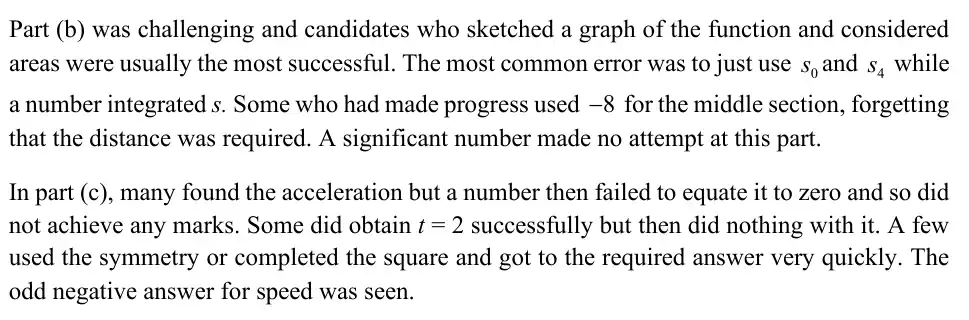 Part (b) was challenging and candidates who sketched a graph of the function and considered
areas were usually the most successful. The most common error was to just use s₀ and s₄ while
a number integrated s. Some who had made progress used −8 for the middle section, forgetting
that the distance was required. A significant number made no attempt at this part.
In part (c), many found the acceleration but a number then failed to equate it to zero and so did
not achieve any marks. Some did obtain t = 2 successfully but then did nothing with it. A few
used the symmetry or completed the square and got to the required answer very quickly. The
odd negative answer for speed was seen.